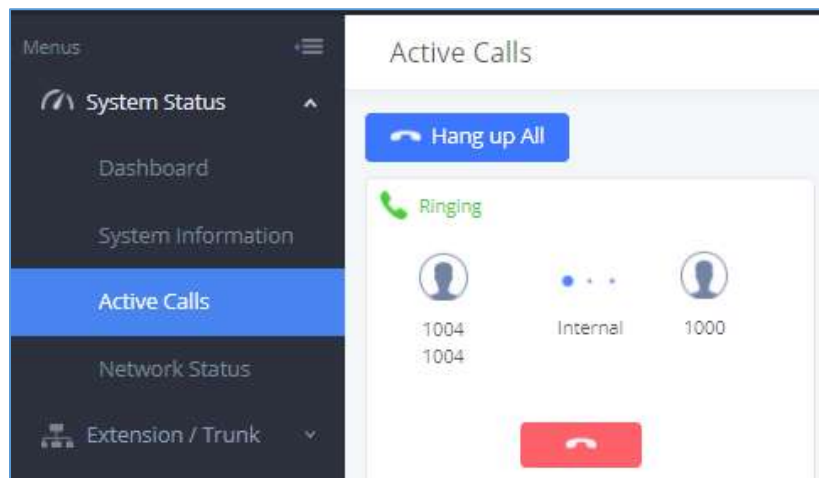 Menus
System Status
Dashboard
System Information
Active Calls
Network Status
Extension / Trunk
Active Calls
Hang up All
Ringing
1004 Internal 1000
1004